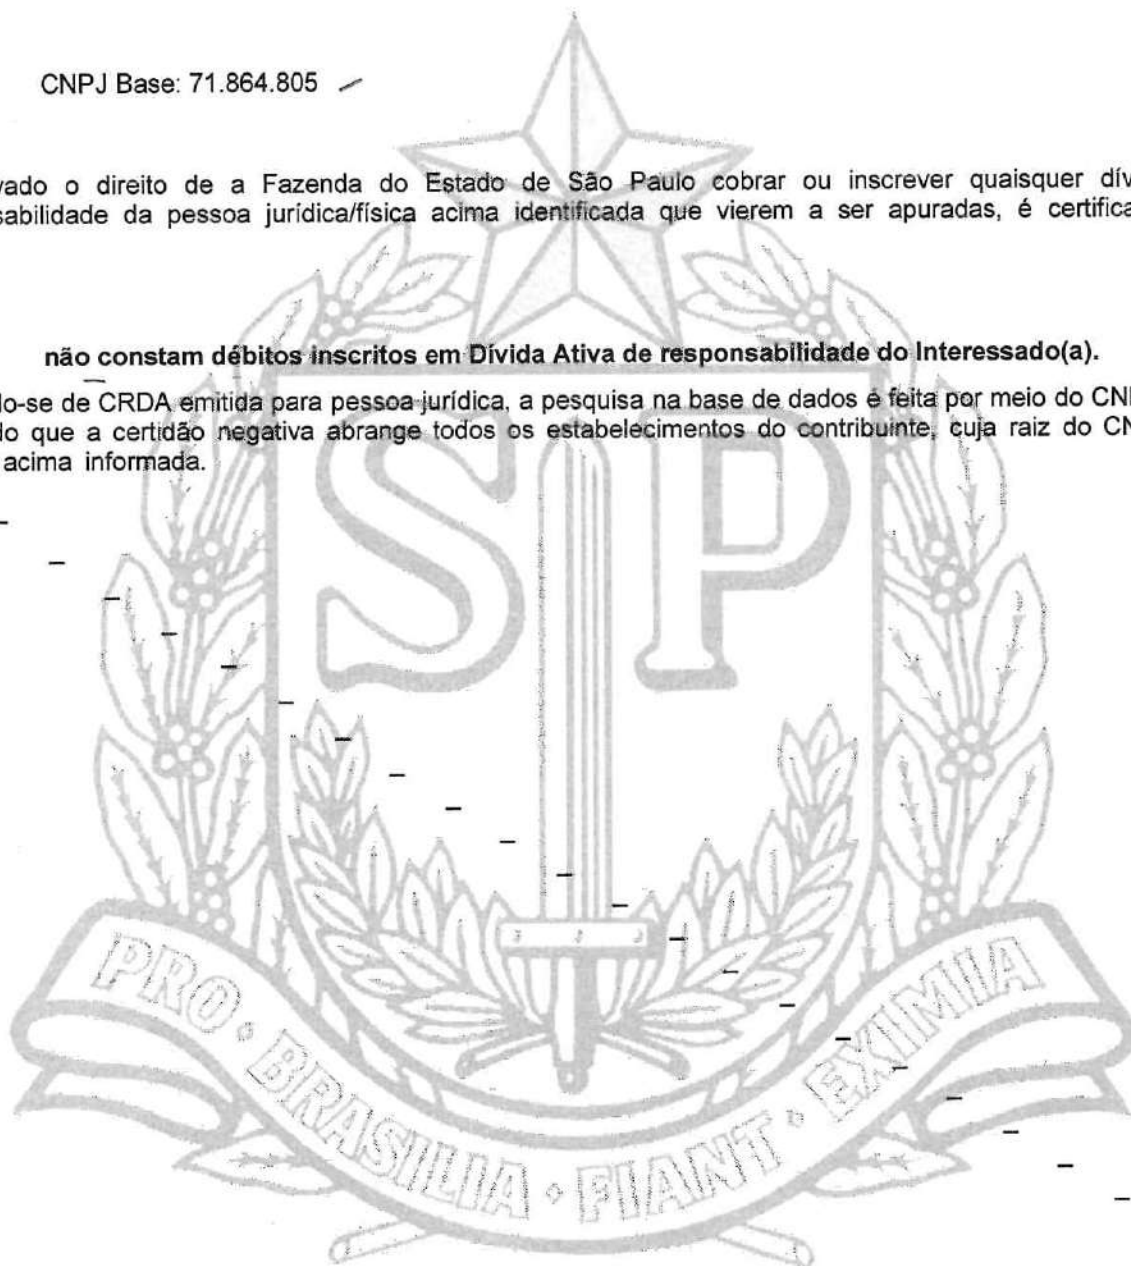 CNPJ Base: 71.864.805
vado o direito de a Fazenda do Estado de São Paulo cobrar ou inscrever quaisquer dív
sabilidade da pessoa jurídica/física acima identificada que vierem a ser apuradas, é certifica
não constam débitos inscritos em Dívida Ativa de responsabilidade do Interessado(a).
do-se de CRDA emitida para pessoa jurídica, a pesquisa na base de dados é feita por meio do CN
do que a certidão negativa abrange todos os estabelecimentos do contribuinte, cuja raiz do CN
acima informada.
SP
PRO · BRASILIA · FIANT · EXIMIA